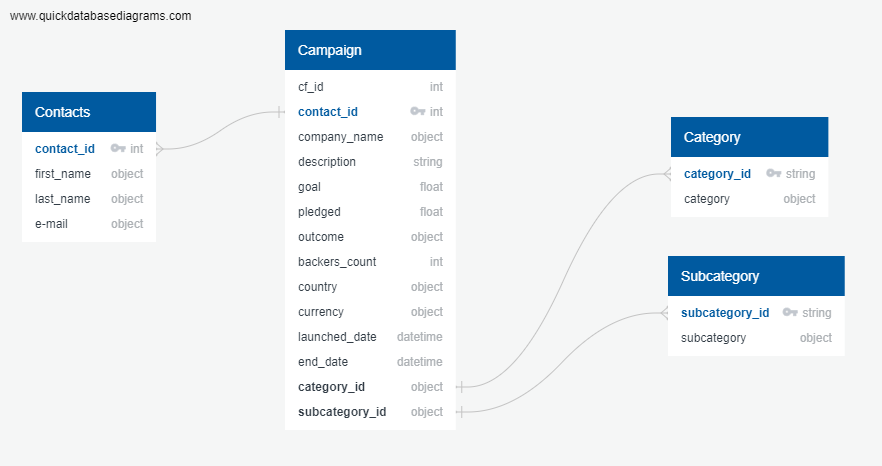 www.quickdatabasediagrams.com
Contacts
contact_id int
first_name object
last_name object
e-mail object
Campaign
cf_id int
contact_id int
company_name object
description string
goal float
pledged float
outcome object
backers_count int
country object
currency object
launched_date datetime
end_date datetime
category_id object
subcategory_id object
Category
category_id string
category object
Subcategory
subcategory_id string
subcategory object